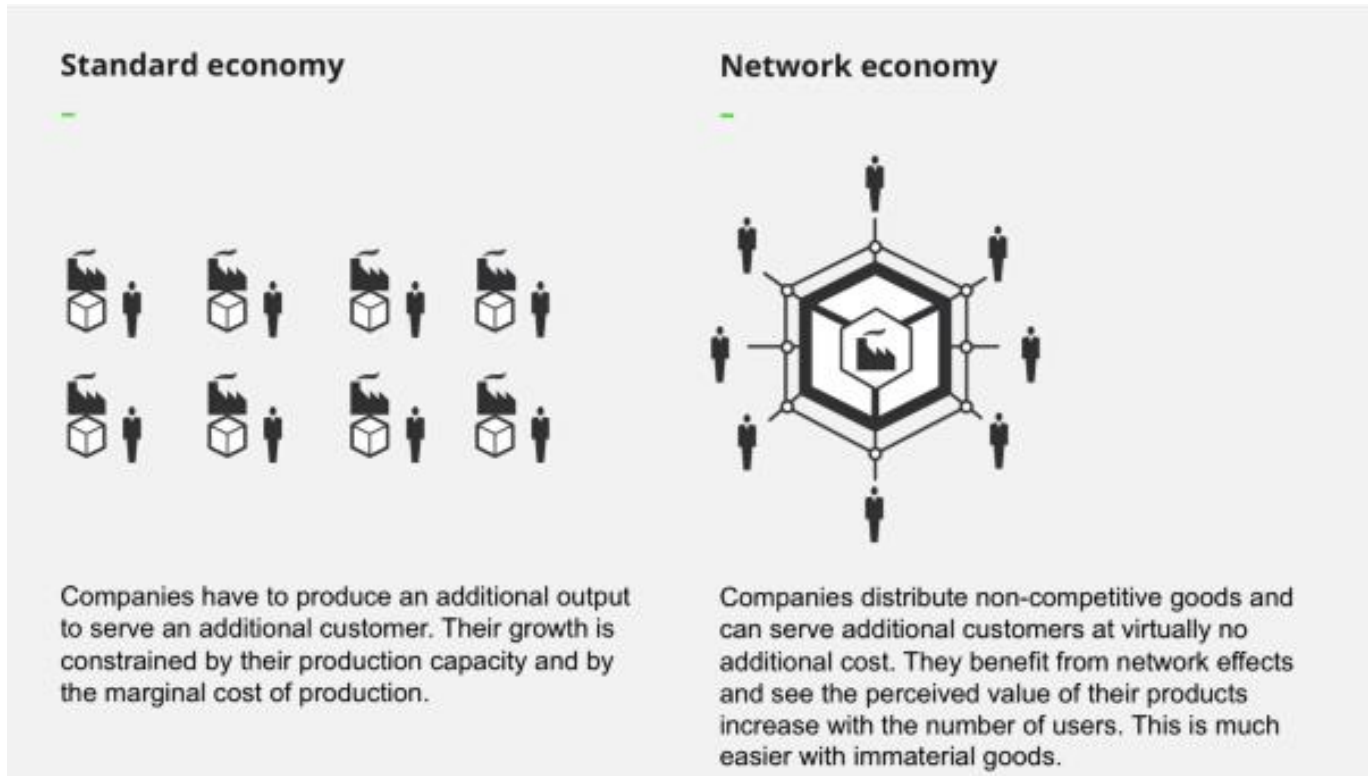 Standard economy
Companies have to produce an additional output
to serve an additional customer. Their growth is
constrained by their production capacity and by
the marginal cost of production.
Network economy
Companies distribute non-competitive goods and
can serve additional customers at virtually no
additional cost. They benefit from network effects
and see the perceived value of their products
increase with the number of users. This is much
easier with immaterial goods.